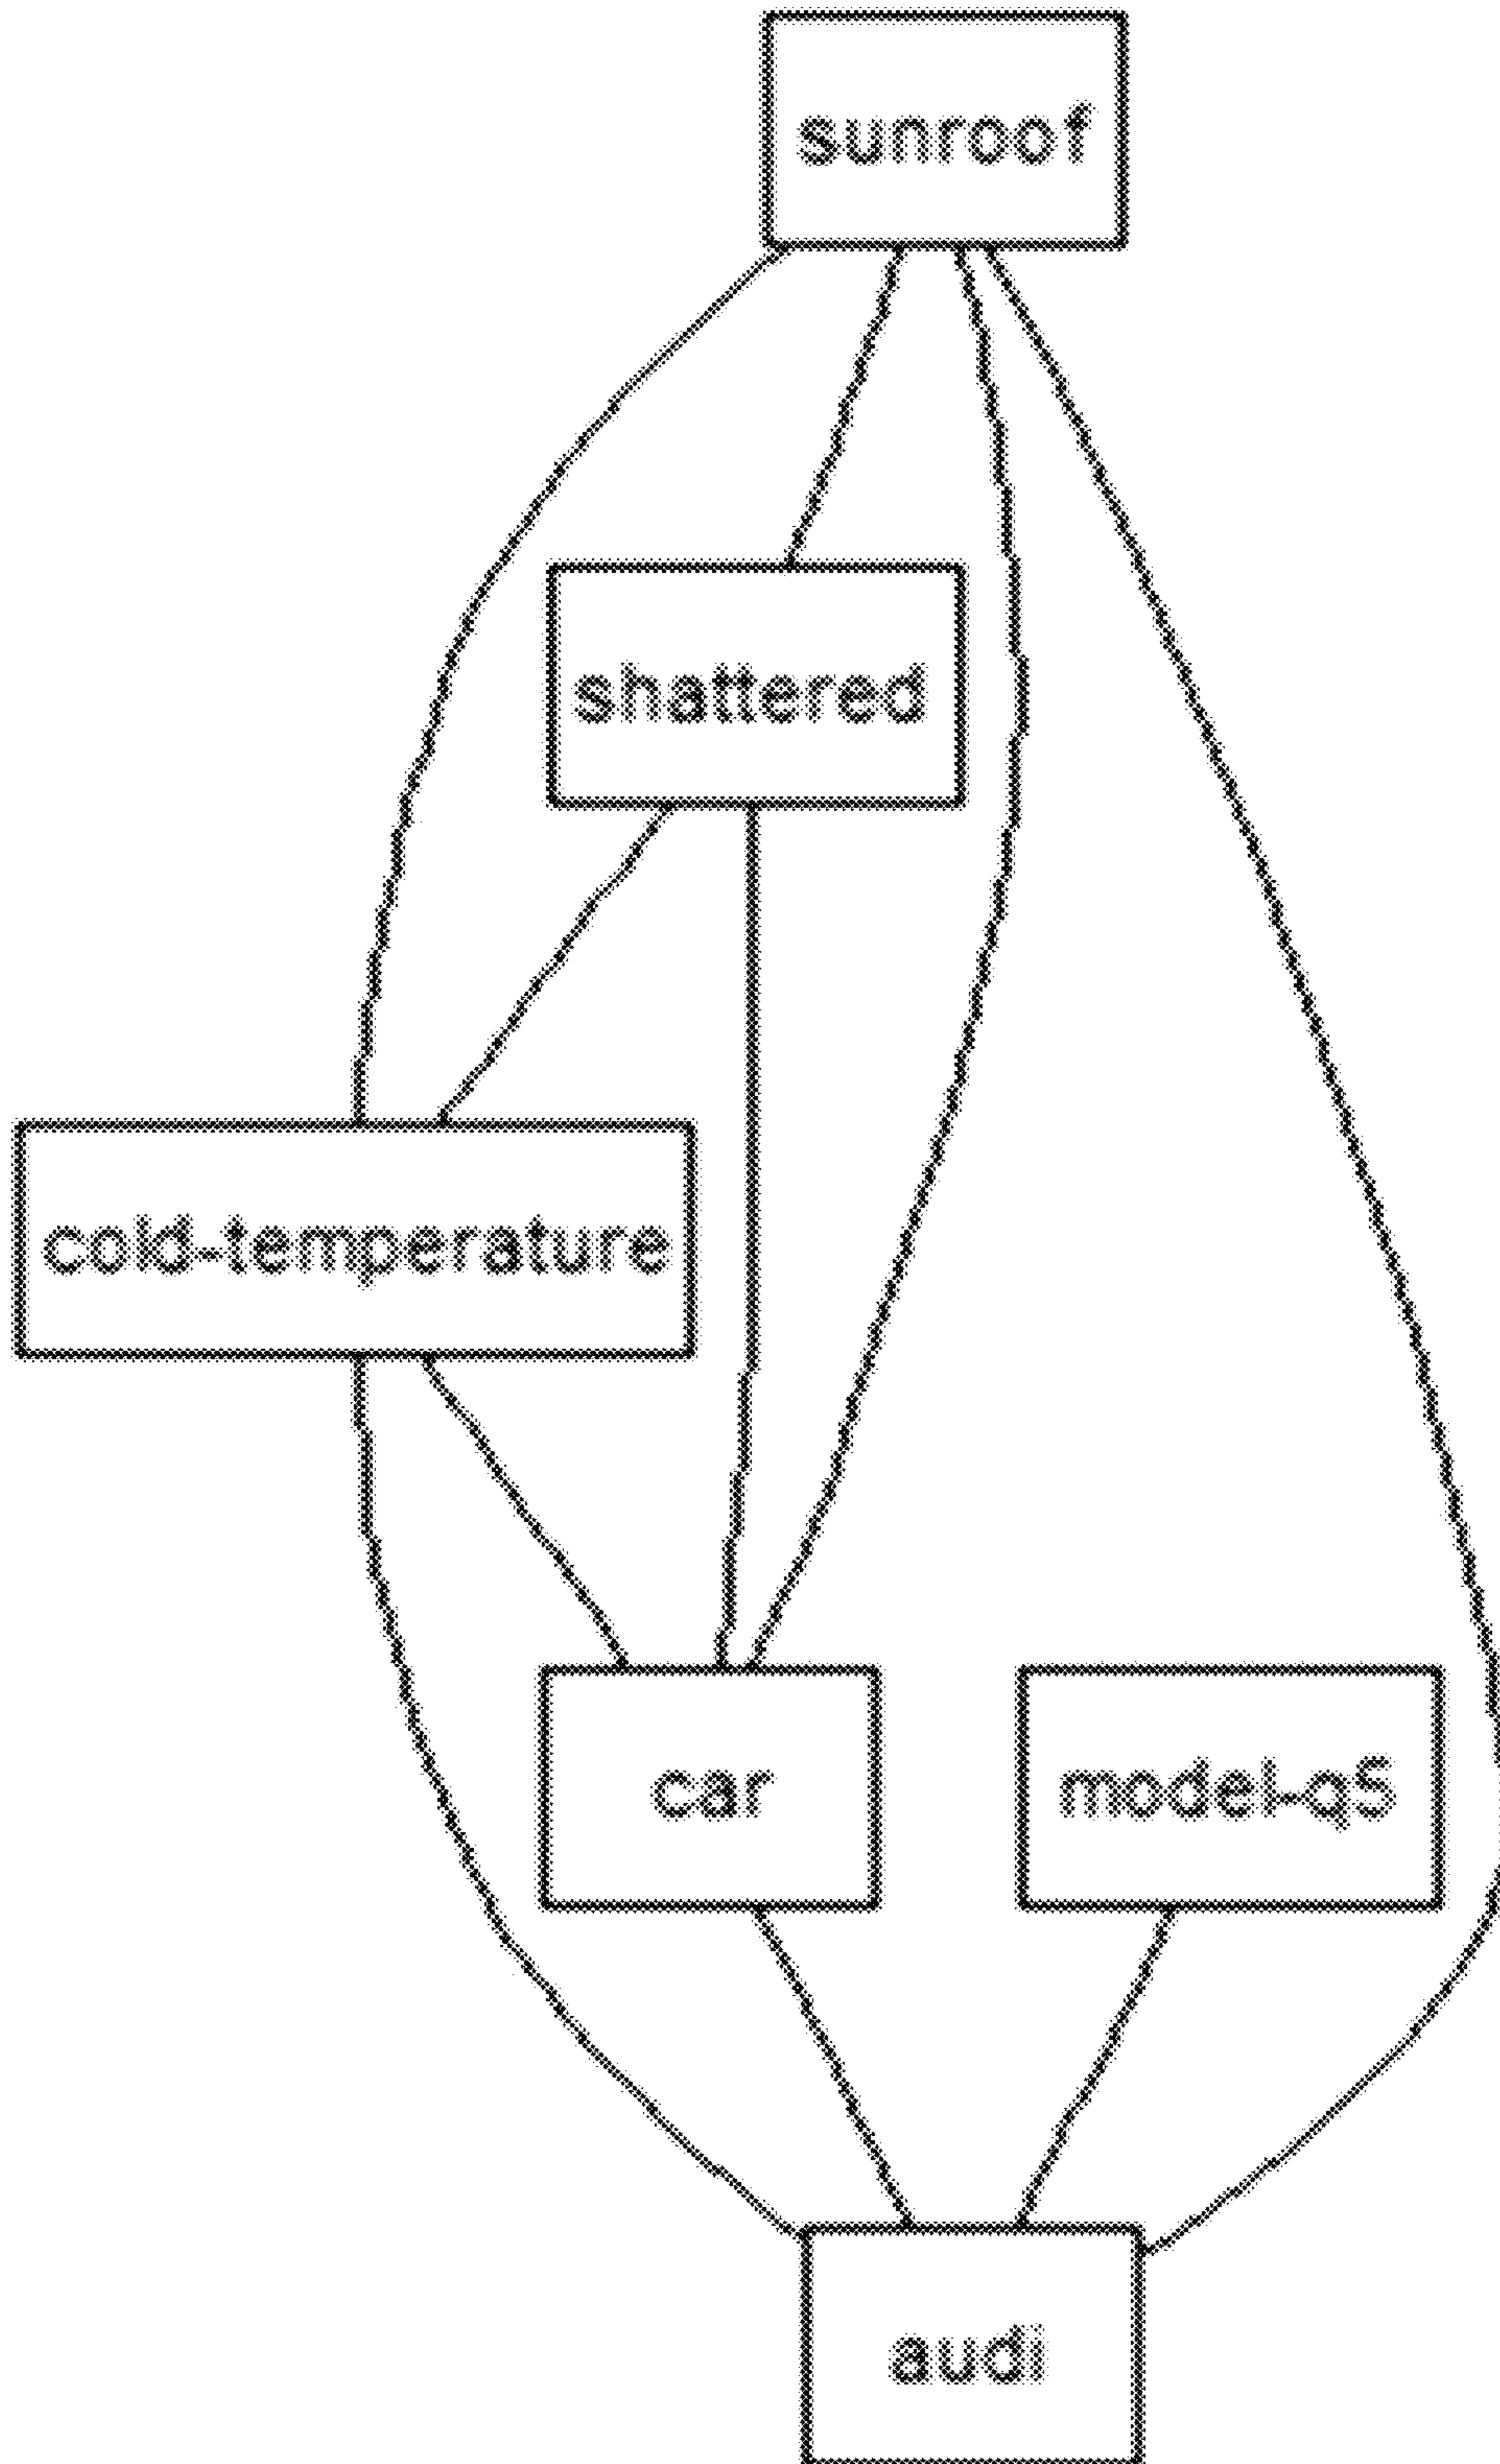 sunroof
shattered
cold-temperature
car
model-q5
audi